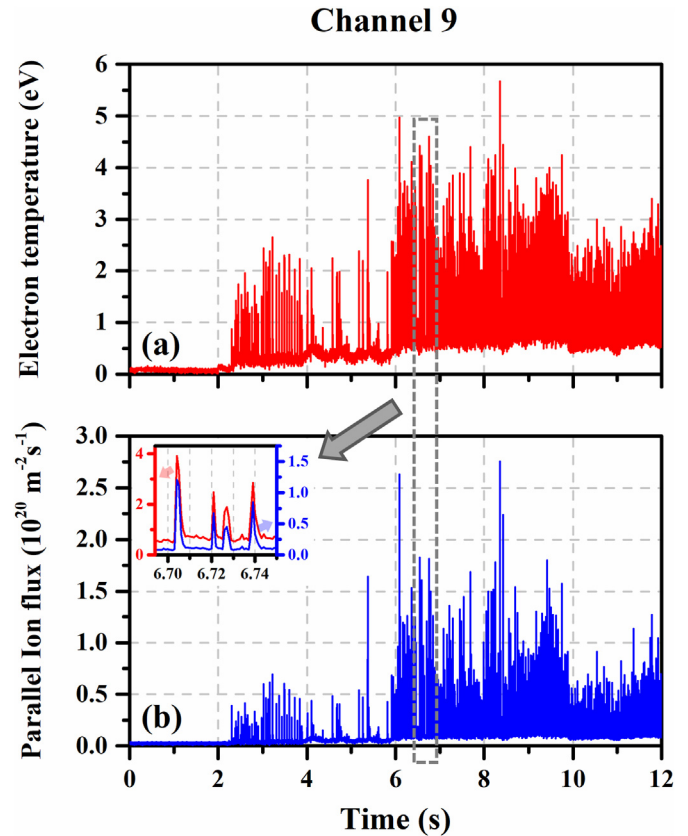 Channel 9
Electron temperature (eV)
6
5
4
3
2
1
0
(a)
Parallel Ion flux (10²⁰ m⁻²s⁻¹)
3.0
2.5
2.0
1.5
1.0
0.5
0.0
4
2
0
1.5
1.0
0.5
0.0
6.70 6.72 6.74
(b)
0 2 4 6 8 10 12
Time (s)